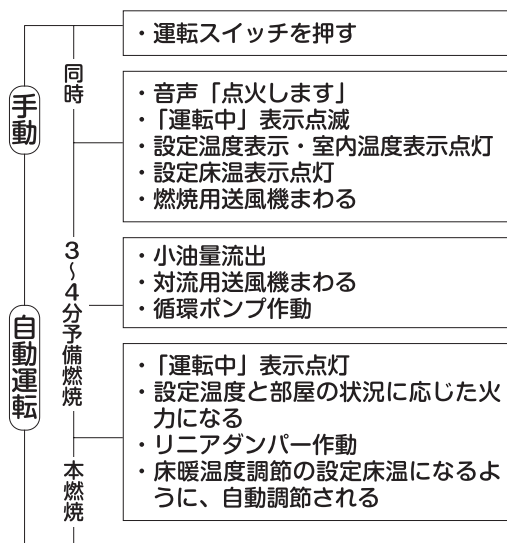 ・運転スイッチを押す
同時
手動
・音声「点火します」
・「運転中」表示点滅
・設定温度表示・室内温度表示点灯
・設定床温表示点灯
・燃焼用送風機まわる
3～4分予備燃焼
・小油量流出
・対流用送風機まわる
・循環ポンプ作動
自動運転
・「運転中」表示点灯
・設定温度と部屋の状況に応じた火
力になる
・リニアダンパー作動
・床暖温度調節の設定床温になるよ
うに、自動調節される
本燃焼